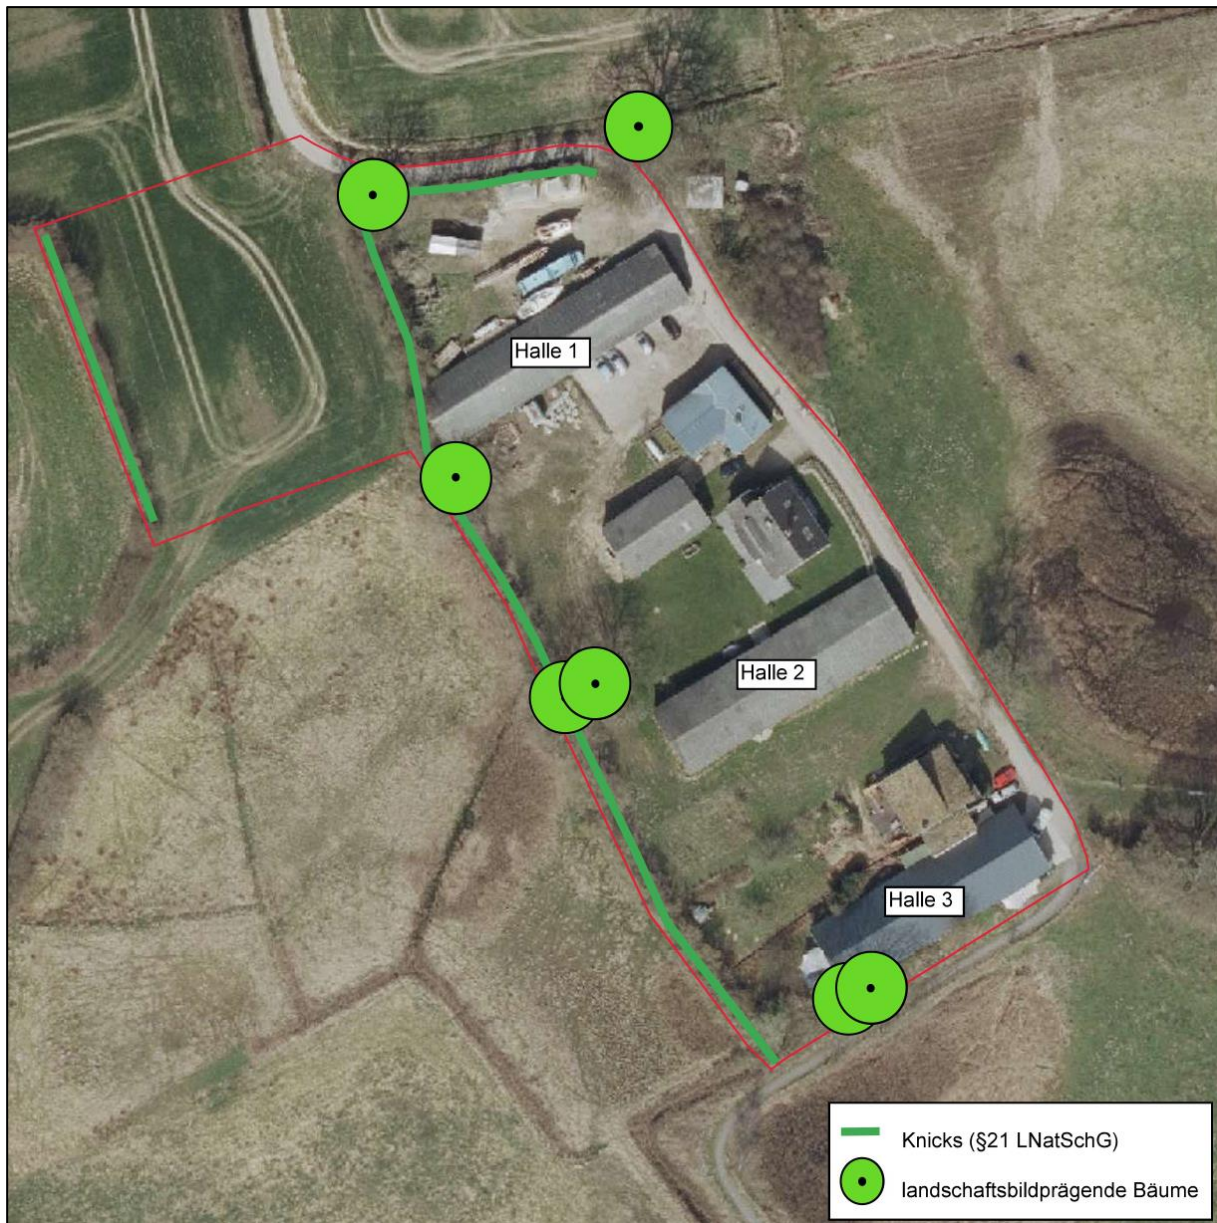 Halle 1
Halle 2
Halle 3
Knicks (§21 LNatSchG)
landschaftsbildprägende Bäume